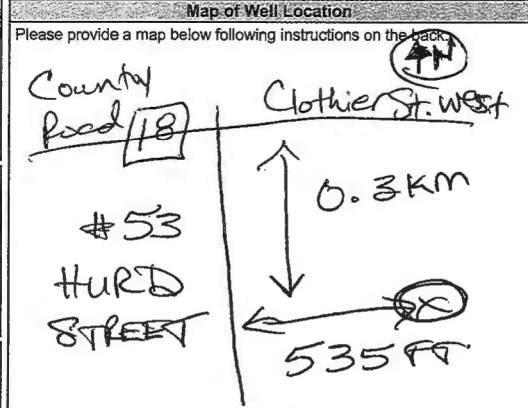 Map of Well Location
Please provide a map below following instructions on the back.
N
County
Road 18
Clothier St. West
0.3KM
#53
HURD
STREET
X
535 FT